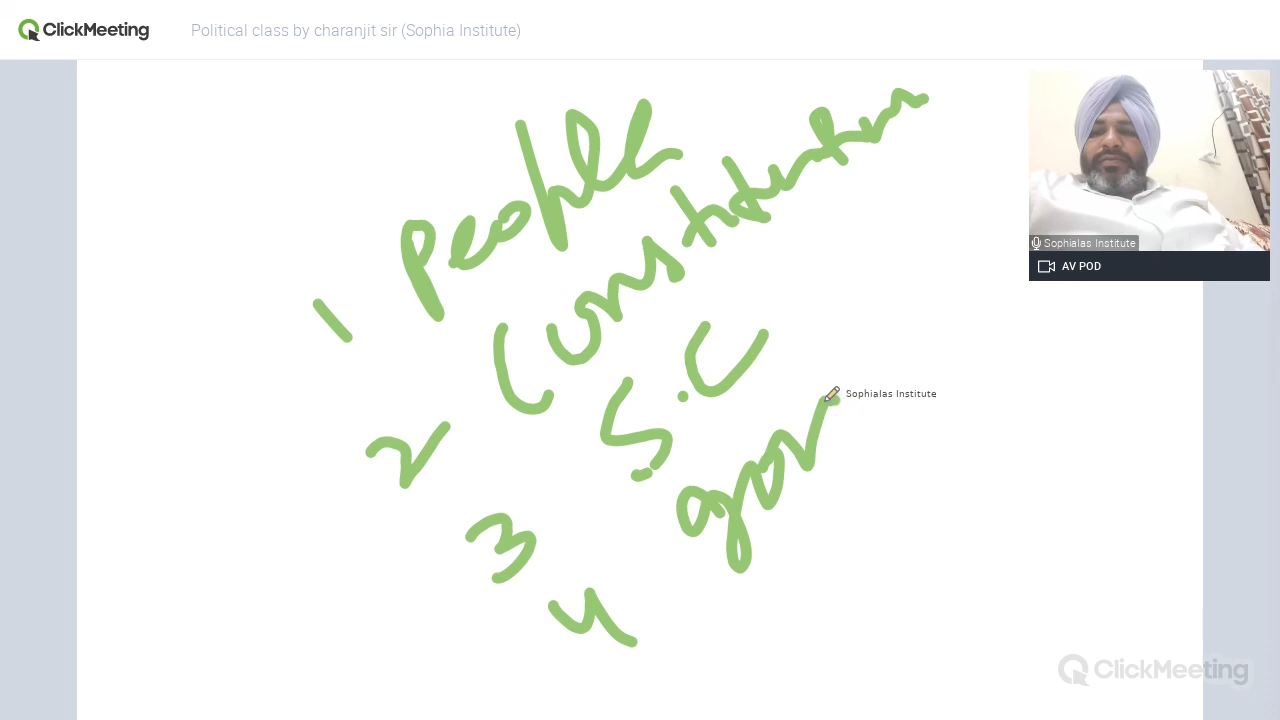 ClickMeeting Political class by charanjit sir (Sophia Institute)
1 people
2 Constitution
3 S.C
4 gov
Sophialas Institute
AV POD
Sophialas Institute
ClickMeeting